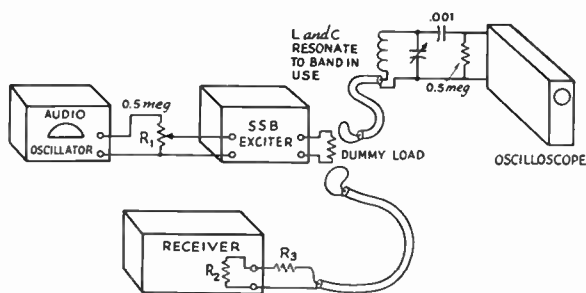 L and C
RESONATE
TO BAND IN
USE
.001
0.5 meg
OSCILLOSCOPE
AUDIO
OSCILLATOR
0.5 meg
R1
SSB
EXCITER
DUMMY LOAD
RECEIVER
R2
R3